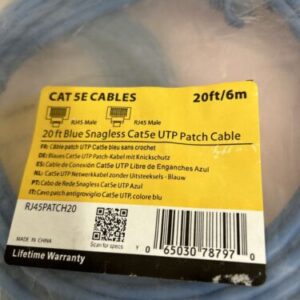 CAT 5E CABLES
20ft/6m
RJ45 Male
RJ45 Male
20 ft Blue Snagless Cat5e UTP Patch Cable
FR: Câble patch UTP Cat5e bleu sans crochet
DE: Blaues Cat5e UTP Patch-Kabel mit Knickschutz
ES: Cable de Conexión Cat5e UTP Libre de Enganches Azul
NL: Cat5e UTP Netwerkkabel zonder Uitsteeksels - Blauw
PT: Cabo de Rede Snagless Cat5e UTP Azul
IT: Cavo patch antigroviglio Cat5e UTP, colore blu
RJ45PATCH20
MADE IN CHINA
Scan for specs
0 65030 78797 0
Lifetime Warranty